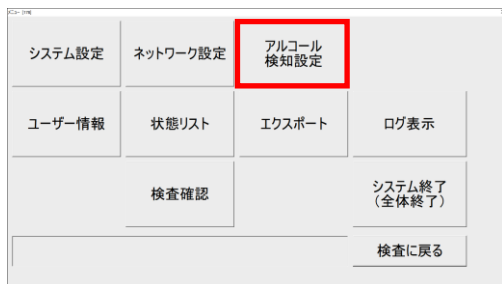 システム設定
ネットワーク設定
アルコール
検知設定
ユーザー情報
状態リスト
エクスポート
ログ表示
検査確認
システム終了
（全体終了）
検査に戻る